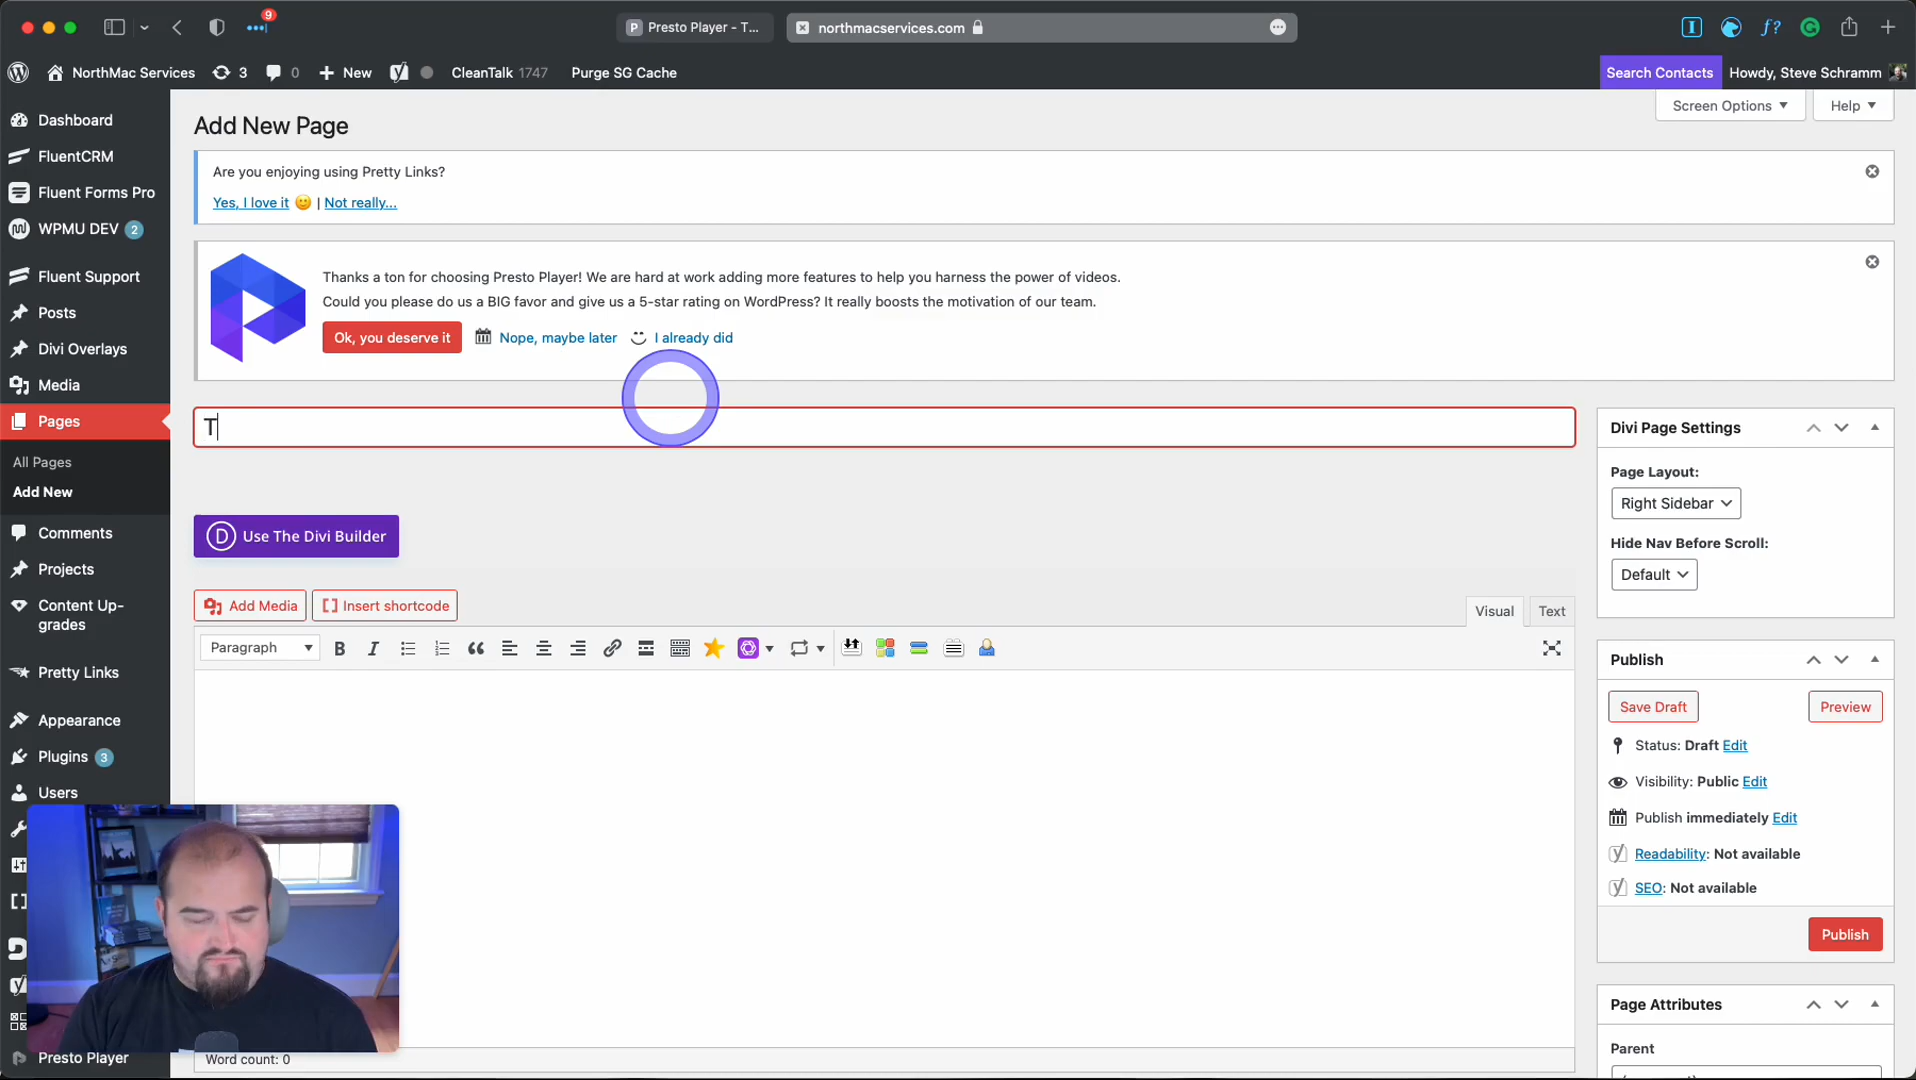 9
Presto Player - T...
northmacservices.com
NorthMac Services
3
0
New
CleanTalk 1747
Purge SG Cache
Search Contacts
Howdy, Steve Schramm
Screen Options
Help
Dashboard
FluentCRM
Fluent Forms Pro
WPMU DEV 2
Fluent Support
Posts
Divi Overlays
Media
Pages
All Pages
Add New
Comments
Projects
Content Up-
grades
Pretty Links
Appearance
Plugins 3
Users
Presto Player
Add New Page
Are you enjoying using Pretty Links?
Yes, I love it | Not really...
Thanks a ton for choosing Presto Player! We are hard at work adding more features to help you harness the power of videos.
Could you please do us a BIG favor and give us a 5-star rating on WordPress? It really boosts the motivation of our team.
Ok, you deserve it
Nope, maybe later
I already did
T
Use The Divi Builder
Add Media
Insert shortcode
Visual
Text
Paragraph
Word count: 0
Divi Page Settings
Page Layout:
Right Sidebar
Hide Nav Before Scroll:
Default
Publish
Save Draft
Preview
Status: Draft Edit
Visibility: Public Edit
Publish immediately Edit
Readability: Not available
SEO: Not available
Publish
Page Attributes
Parent